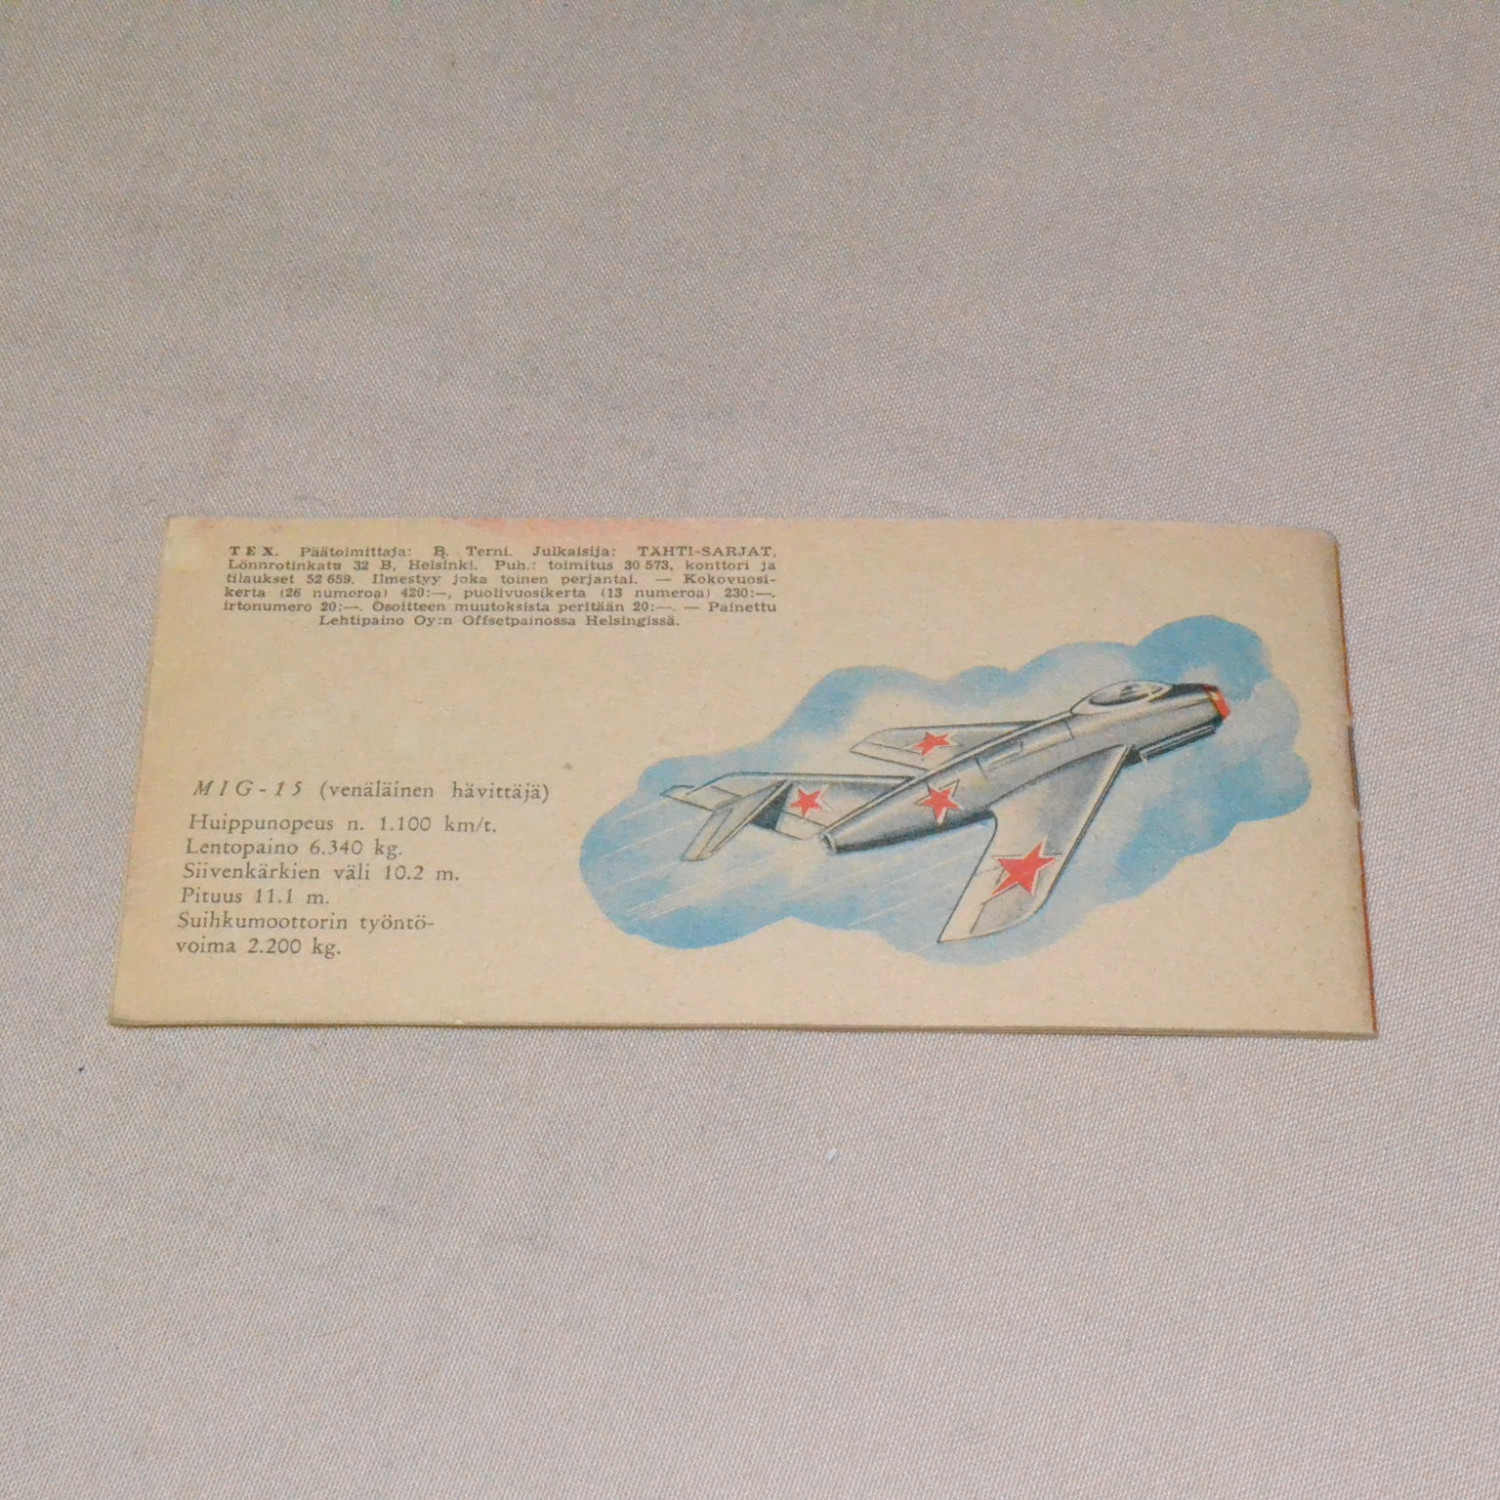 TEX. Päätoimittaja: R. Terni. Julkaisija: TÄHTI-SARJAT,
Lönnrotinkatu 32 B, Helsinki. Puh.: toimitus 30 573, konttori ja
tilaukset 52 659. Ilmestyy joka toinen perjantai. — Kokovuosi-
kerta (26 numeroa) 420:—, puolivuosikerta (13 numeroa) 230:—,
irtonumero 20:—. Osoitteen muutoksista peritään 20:—. — Painettu
Lehtipaino Oy:n Offsetpainossa Helsingissä.
MIG-15 (venäläinen hävittäjä)
Huippunopeus n. 1.100 km/t.
Lentopaino 6.340 kg.
Siivenkärkien väli 10.2 m.
Pituus 11.1 m.
Suihkumoottorin työntö-
voima 2.200 kg.